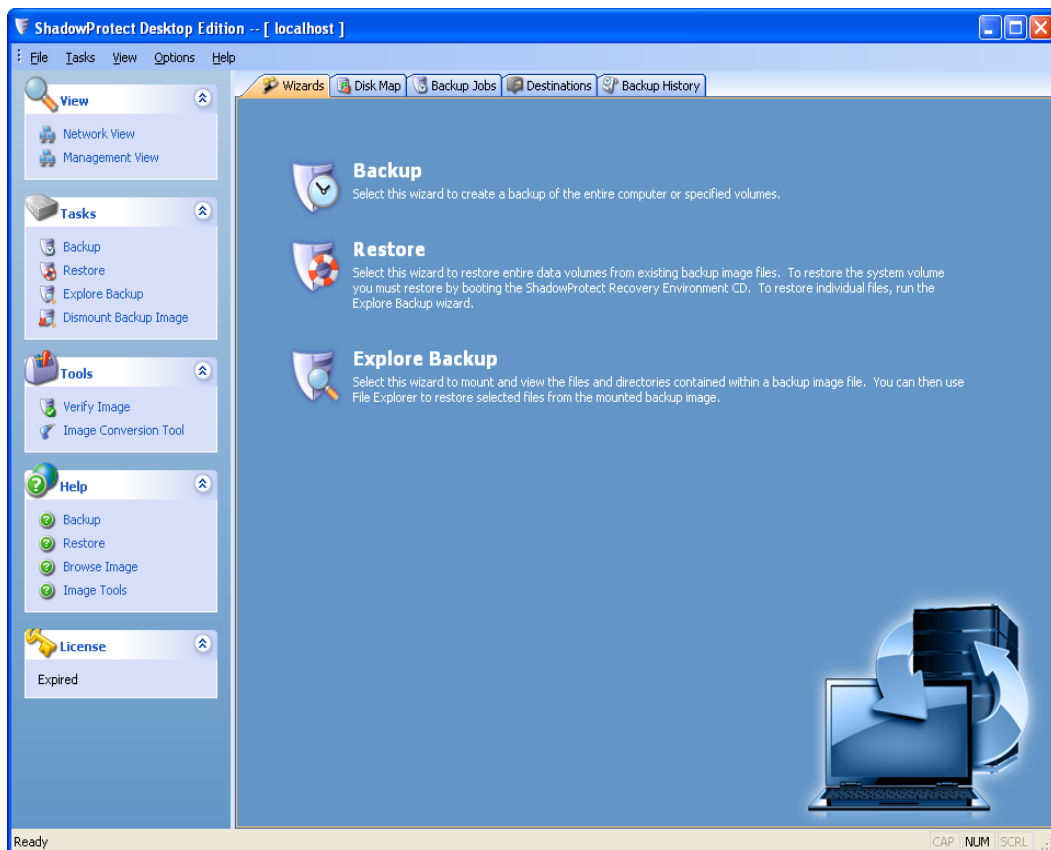 ShadowProtect Desktop Edition -- [ localhost ]
File Tasks View Options Help
View
Network View
Management View
Tasks
Backup
Restore
Explore Backup
Dismount Backup Image
Tools
Verify Image
Image Conversion Tool
Help
Backup
Restore
Browse Image
Image Tools
License
Expired
Wizards Disk Map Backup Jobs Destinations Backup History
Backup
Select this wizard to create a backup of the entire computer or specified volumes.
Restore
Select this wizard to restore entire data volumes from existing backup image files. To restore the system volume
you must restore by booting the ShadowProtect Recovery Environment CD. To restore individual files, run the
Explore Backup wizard.
Explore Backup
Select this wizard to mount and view the files and directories contained within a backup image file. You can then use
File Explorer to restore selected files from the mounted backup image.
Ready
CAP NUM SCRL